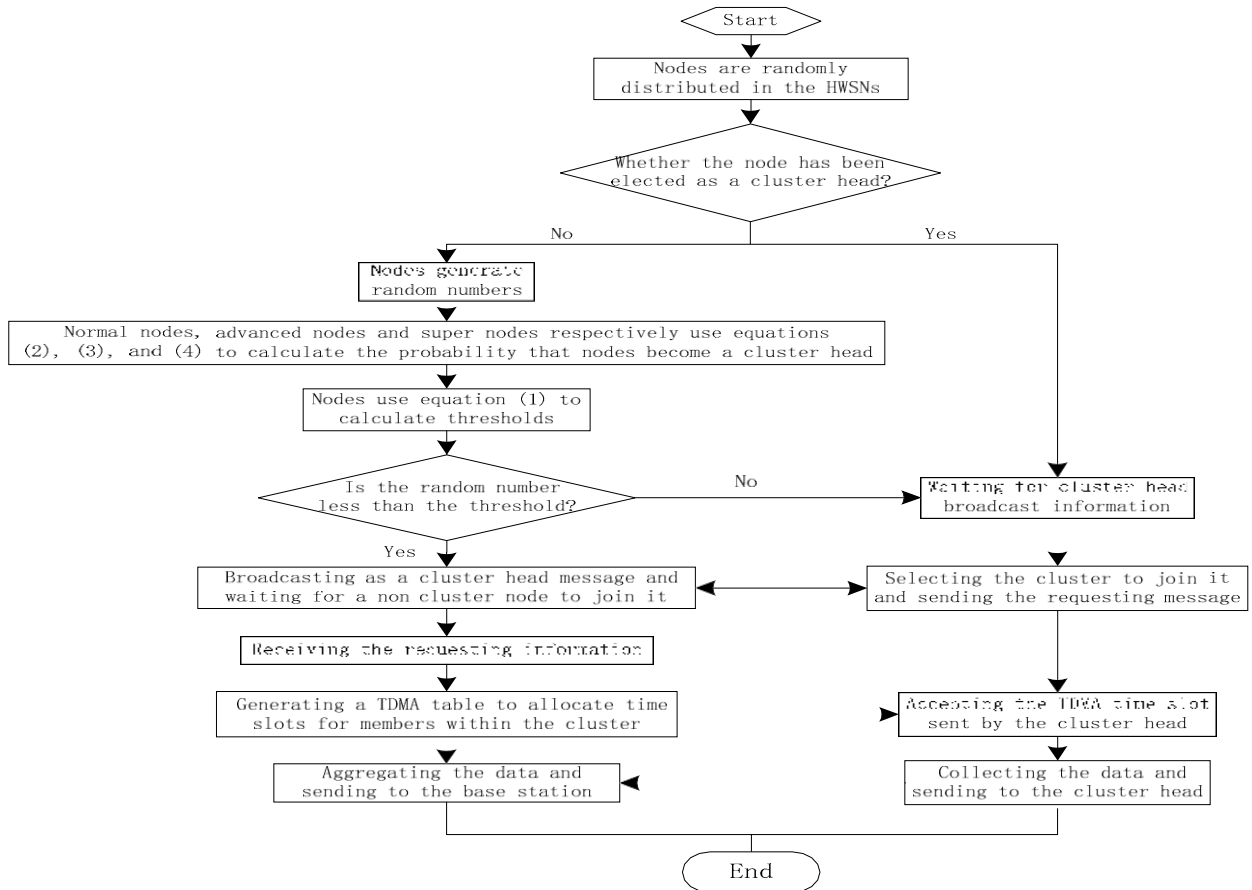 Start
Nodes are randomly
distributed in the HWSNs
Whether the node has been
elected as a cluster head?
No
Yes
Nodes generate
random numbers
Normal nodes, advanced nodes and super nodes respectively use equations
(2), (3), and (4) to calculate the probability that nodes become a cluster head
Nodes use equation (1) to
calculate thresholds
Is the random number
less than the threshold?
No
Waiting for cluster head
broadcast information
Yes
Broadcasting as a cluster head message and
waiting for a non cluster node to join it
Selecting the cluster to join it
and sending the requesting message
Receiving the requesting information
Generating a TDMA table to allocate time
slots for members within the cluster
Accepting the TDMA time slot
sent by the cluster head
Aggregating the data and
sending to the base station
Collecting the data and
sending to the cluster head
End